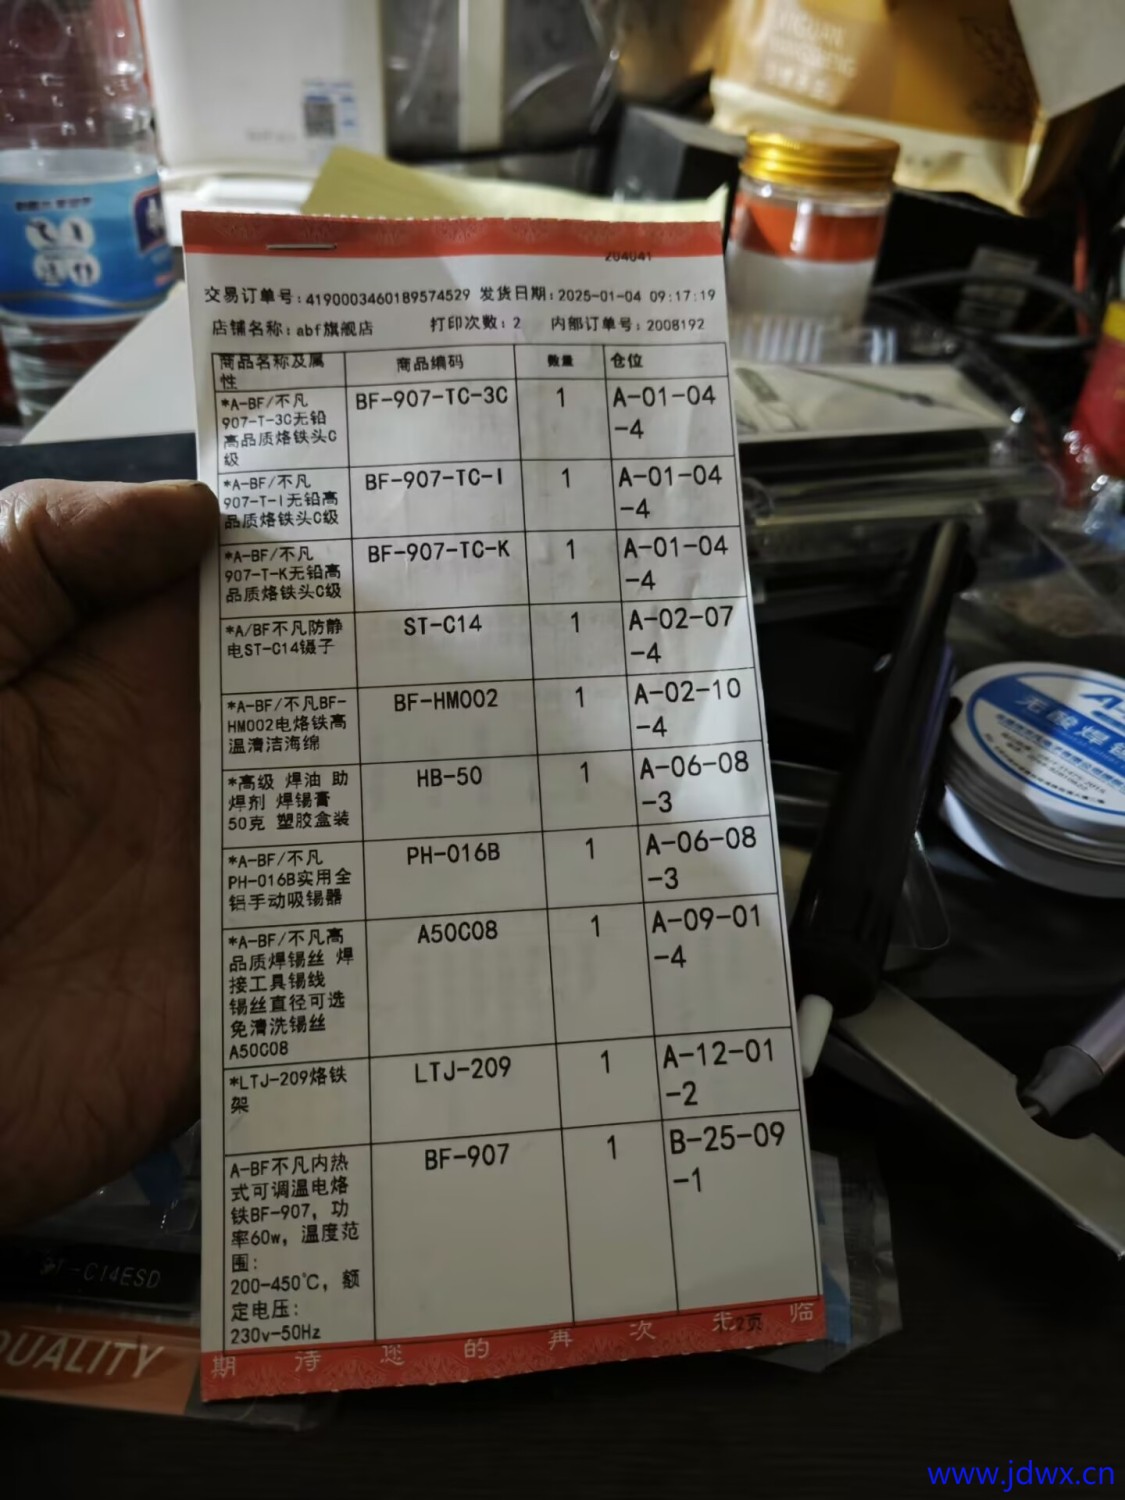 204041
交易订单号:4190003460189574529 发货日期:2025-01-04 09:17:19
店铺名称:abf旗舰店 打印次数:2 内部订单号:2008192
商品名称及属性 商品编码 数量 仓位
*A-BF/不凡
907-T-3C无铅
高品质烙铁头C
级
BF-907-TC-3C 1 A-01-04
-4
*A-BF/不凡
907-T-I无铅高
品质烙铁头C级
BF-907-TC-I 1 A-01-04
-4
*A-BF/不凡
907-T-K无铅高
品质烙铁头C级
BF-907-TC-K 1 A-01-04
-4
*A/BF不凡防静
电ST-C14镊子
ST-C14 1 A-02-07
-4
*A-BF/不凡BF-
HM002电烙铁高
温清洁海绵
BF-HM002 1 A-02-10
-4
*高级 焊油 助
焊剂 焊锡膏
50克 塑胶盒装
HB-50 1 A-06-08
-3
*A-BF/不凡
PH-016B实用全
铝手动吸锡器
PH-016B 1 A-06-08
-3
*A-BF/不凡高
品质焊锡丝 焊
接工具锡线
锡丝直径可选
免清洗锡丝
A50C08
A50C08 1 A-09-01
-4
*LTJ-209烙铁
架
LTJ-209 1 A-12-01
-2
A-BF不凡内热
式可调温电烙
铁BF-907，功
率60w，温度范
围：
200-450℃，额
定电压：
230v-50Hz
BF-907 1 B-25-09
-1
期待您的再次光临
无酸焊
-C14ESD
QUALITY
www.jdwx.cn